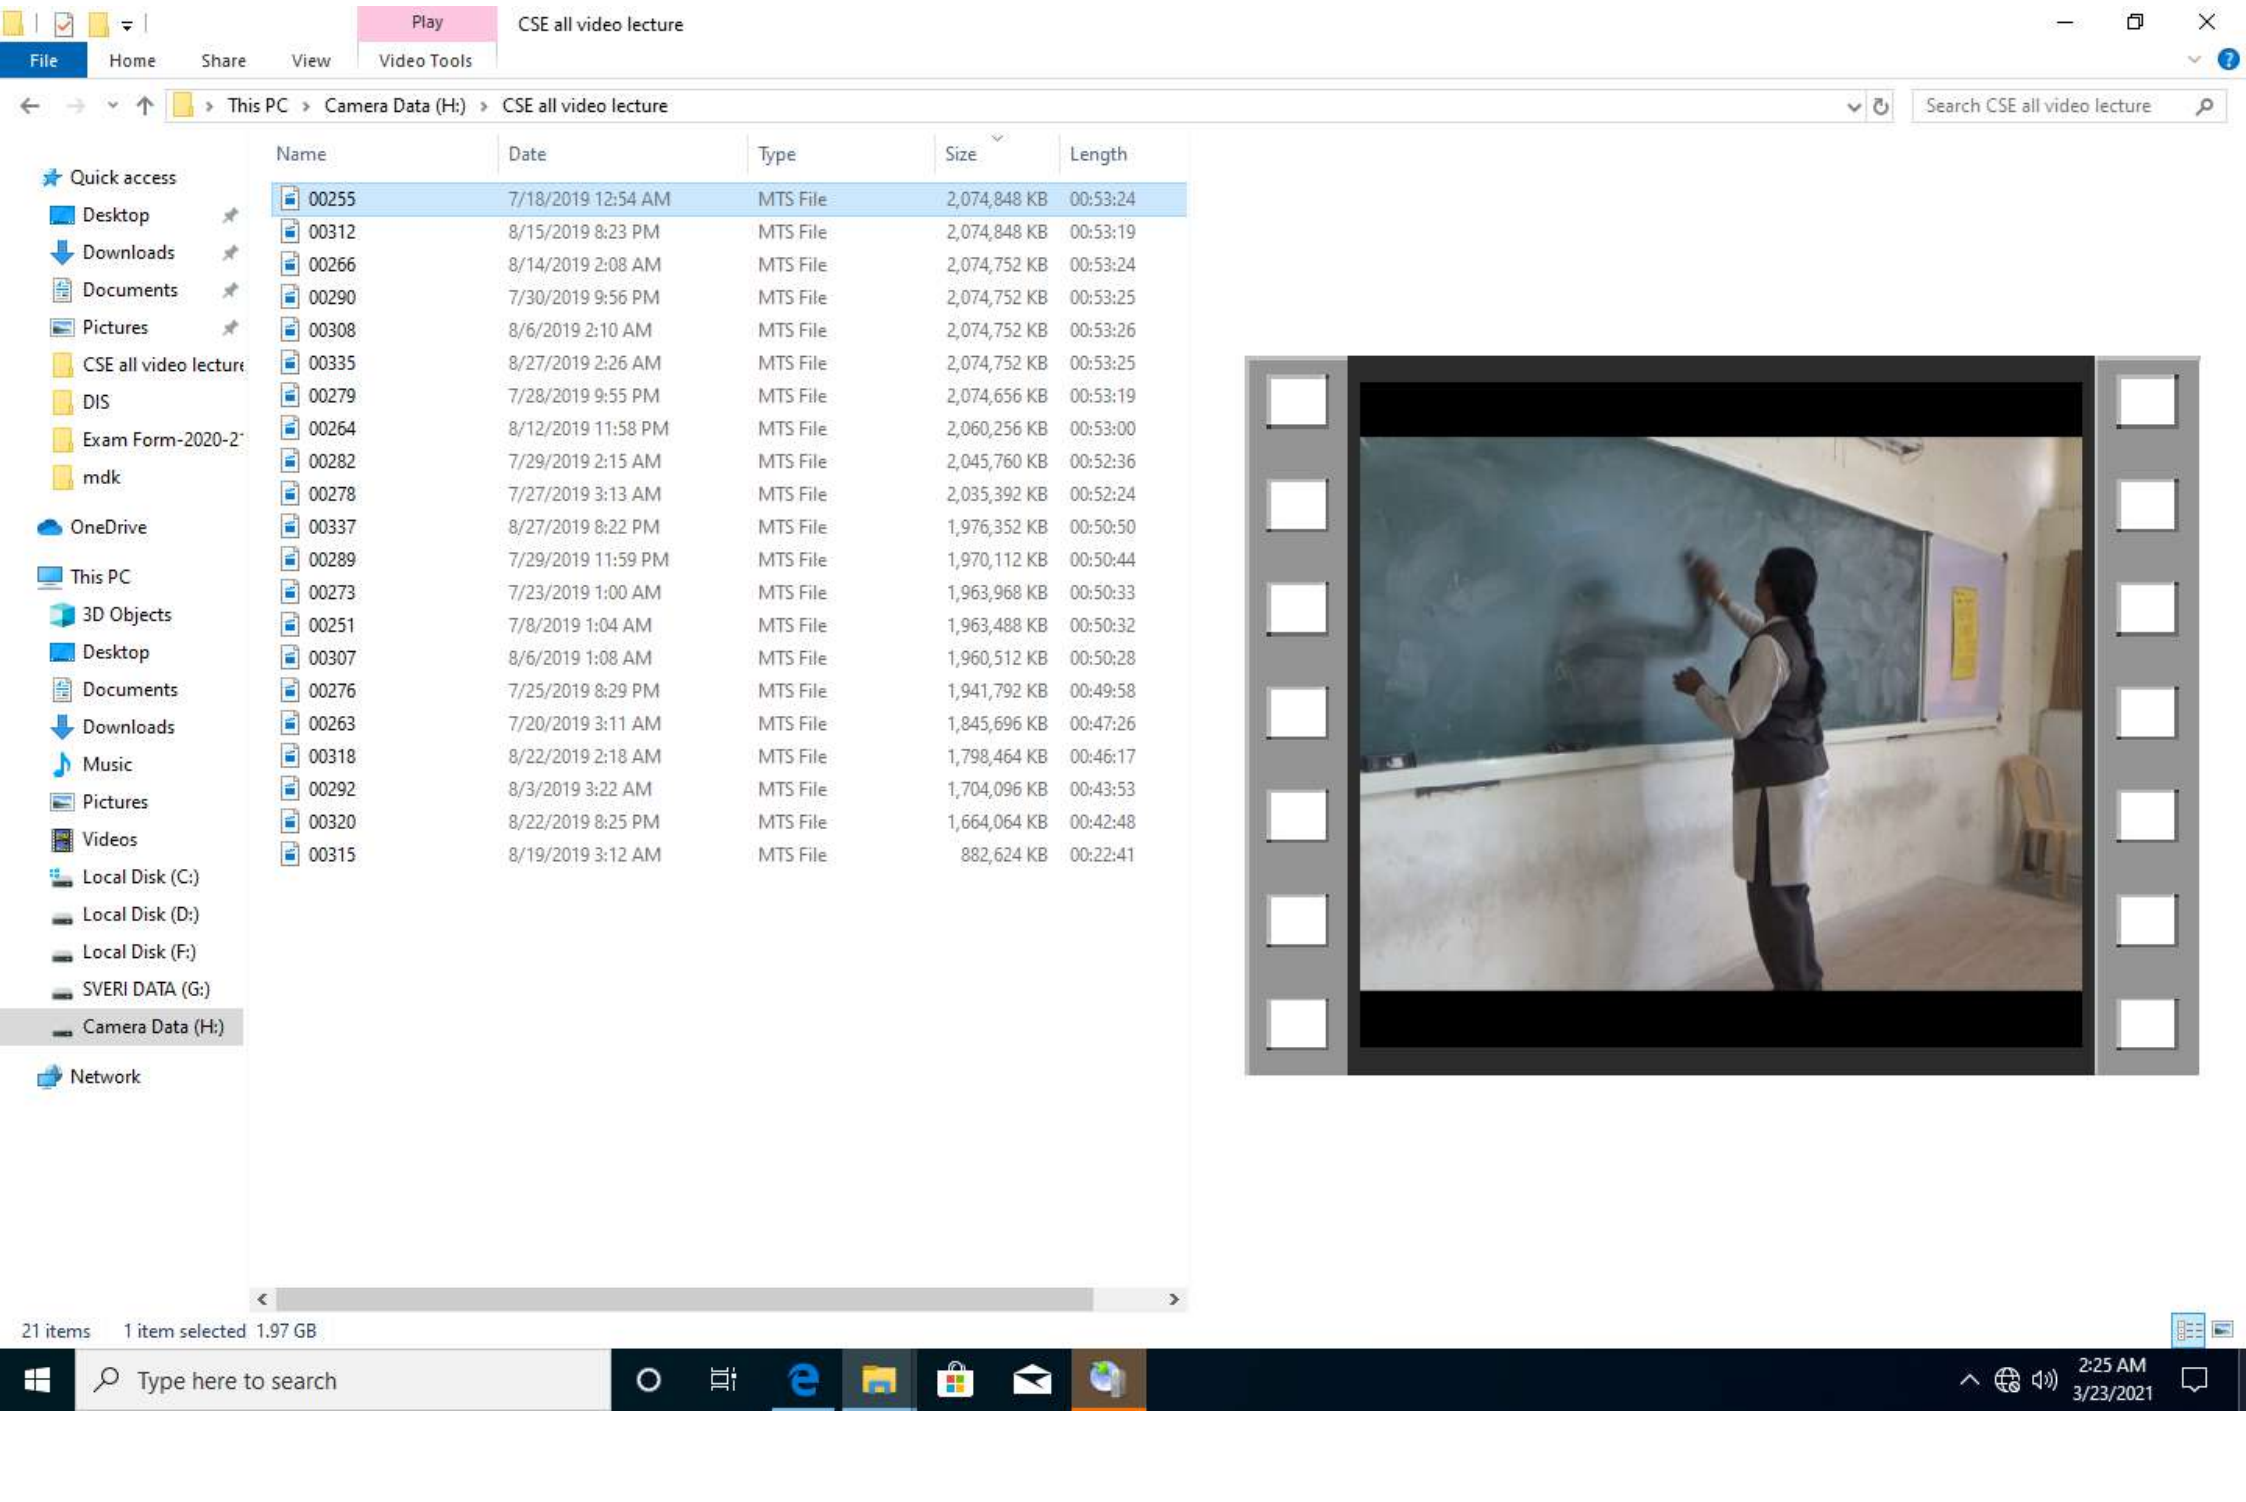 Play
CSE all video lecture
File Home Share View Video Tools
This PC > Camera Data (H:) > CSE all video lecture
Search CSE all video lecture
Name Date Type Size Length
00255 7/18/2019 12:54 AM MTS File 2,074,848 KB 00:53:24
00312 8/15/2019 8:23 PM MTS File 2,074,848 KB 00:53:19
00266 8/14/2019 2:08 AM MTS File 2,074,752 KB 00:53:24
00290 7/30/2019 9:56 PM MTS File 2,074,752 KB 00:53:25
00308 8/6/2019 2:10 AM MTS File 2,074,752 KB 00:53:26
00335 8/27/2019 2:26 AM MTS File 2,074,752 KB 00:53:25
00279 7/28/2019 9:55 PM MTS File 2,074,656 KB 00:53:19
00264 8/12/2019 11:58 PM MTS File 2,060,256 KB 00:53:00
00282 7/29/2019 2:15 AM MTS File 2,045,760 KB 00:52:36
00278 7/27/2019 3:13 AM MTS File 2,035,392 KB 00:52:24
00337 8/27/2019 8:22 PM MTS File 1,976,352 KB 00:50:50
00289 7/29/2019 11:59 PM MTS File 1,970,112 KB 00:50:44
00273 7/23/2019 1:00 AM MTS File 1,963,968 KB 00:50:33
00251 7/8/2019 1:04 AM MTS File 1,963,488 KB 00:50:32
00307 8/6/2019 1:08 AM MTS File 1,960,512 KB 00:50:28
00276 7/25/2019 8:29 PM MTS File 1,941,792 KB 00:49:58
00263 7/20/2019 3:11 AM MTS File 1,845,696 KB 00:47:26
00318 8/22/2019 2:18 AM MTS File 1,798,464 KB 00:46:17
00292 8/3/2019 3:22 AM MTS File 1,704,096 KB 00:43:53
00320 8/22/2019 8:25 PM MTS File 1,664,064 KB 00:42:48
00315 8/19/2019 3:12 AM MTS File 882,624 KB 00:22:41
Quick access
Desktop
Downloads
Documents
Pictures
CSE all video lecture
DIS
Exam Form-2020-2
mdk
OneDrive
This PC
3D Objects
Desktop
Documents
Downloads
Music
Pictures
Videos
Local Disk (C:)
Local Disk (D:)
Local Disk (F:)
SVERI DATA (G:)
Camera Data (H:)
Network
21 items 1 item selected 1.97 GB
Type here to search
2:25 AM
3/23/2021